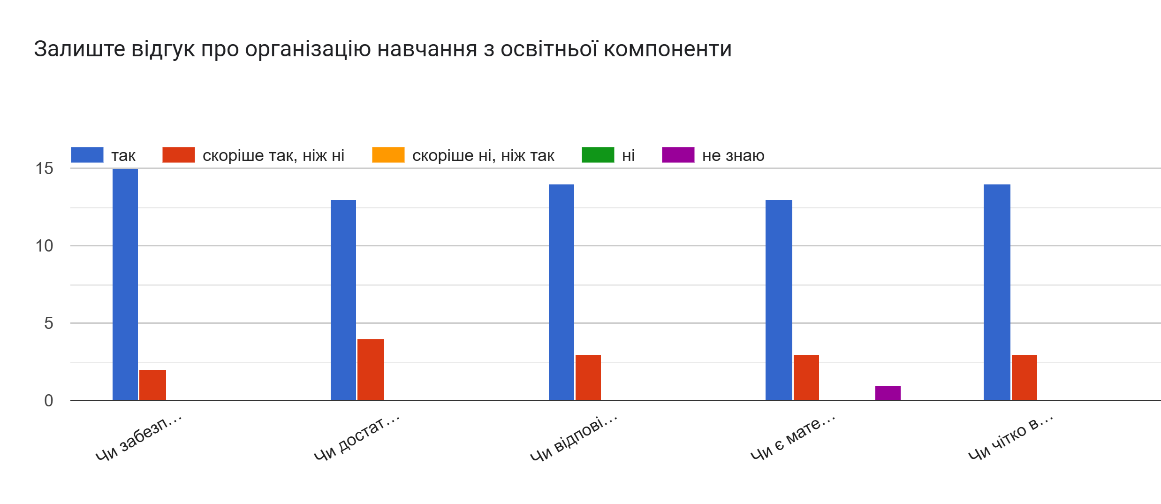 Залиште відгук про організацію навчання з освітньої компоненти
так скоріше так, ніж ні скоріше ні, ніж так ні не знаю
15
10
5
0
Чи забезп… Чи достат… Чи відпові… Чи є мате… Чи чітко в…